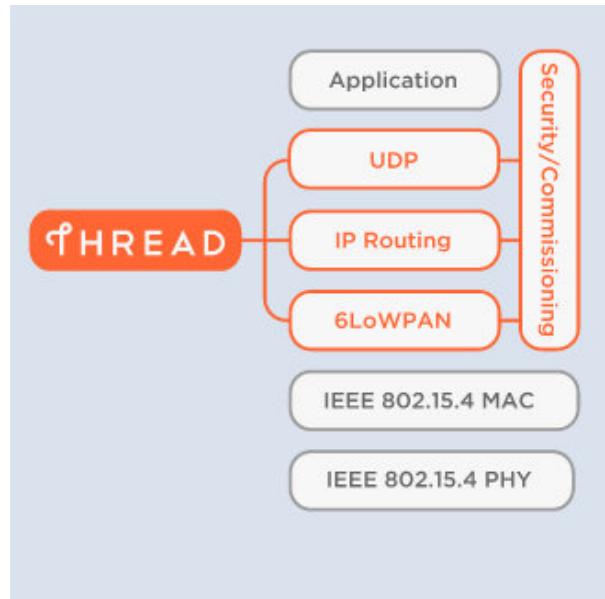 Application
UDP
THREAD
IP Routing
6LoWPAN
Security/Commissioning
IEEE 802.15.4 MAC
IEEE 802.15.4 PHY